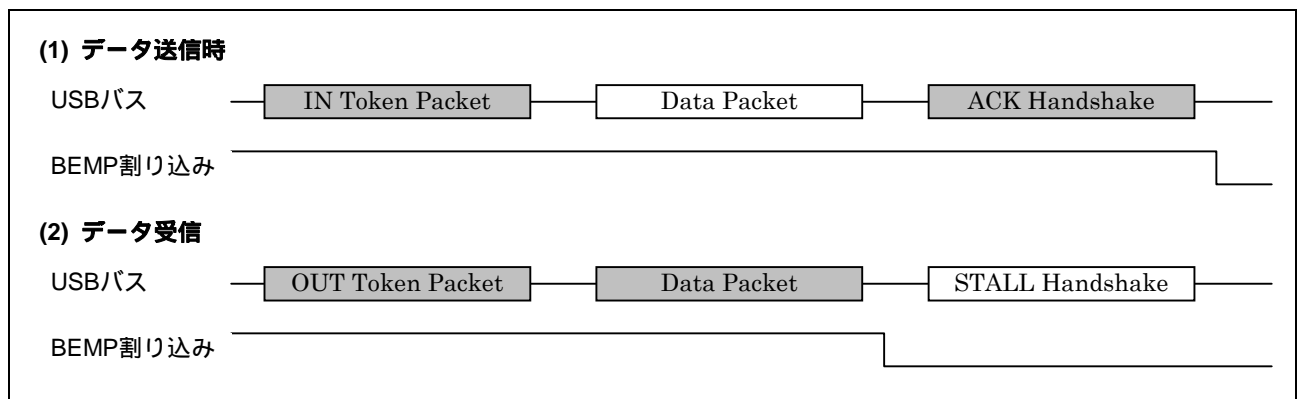 (1) データ送信時
USBバス IN Token Packet Data Packet ACK Handshake
BEMP割り込み
(2) データ受信
USBバス OUT Token Packet Data Packet STALL Handshake
BEMP割り込み